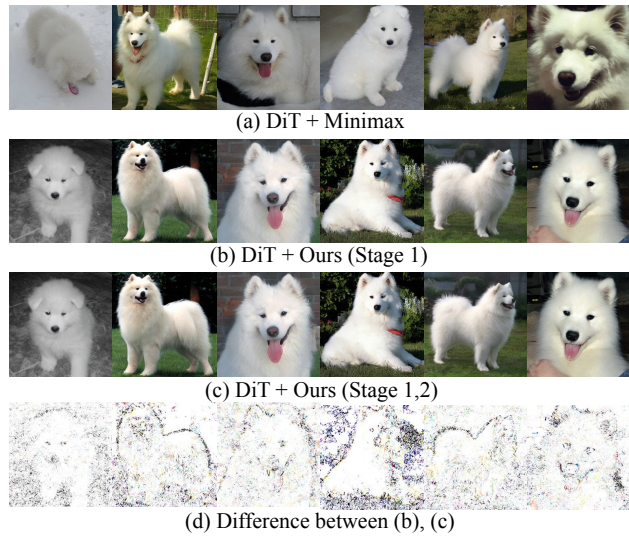 (a) DiT + Minimax
(b) DiT + Ours (Stage 1)
(c) DiT + Ours (Stage 1,2)
(d) Difference between (b), (c)